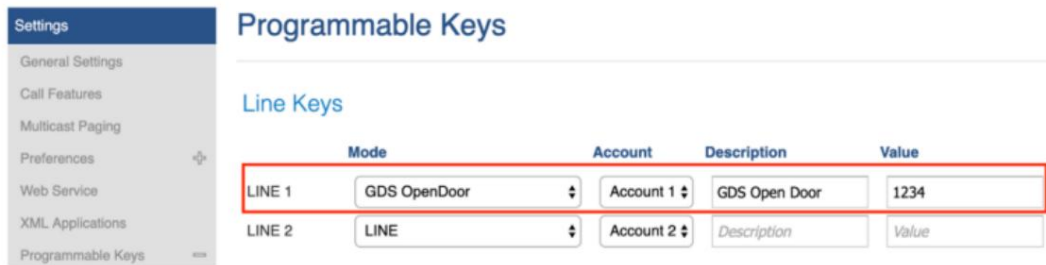 Settings
General Settings
Call Features
Multicast Paging
Preferences
Web Service
XML Applications
Programmable Keys
Programmable Keys
Line Keys
Mode Account Description Value
LINE 1 GDS OpenDoor Account 1 GDS Open Door 1234
LINE 2 LINE Account 2 Description Value